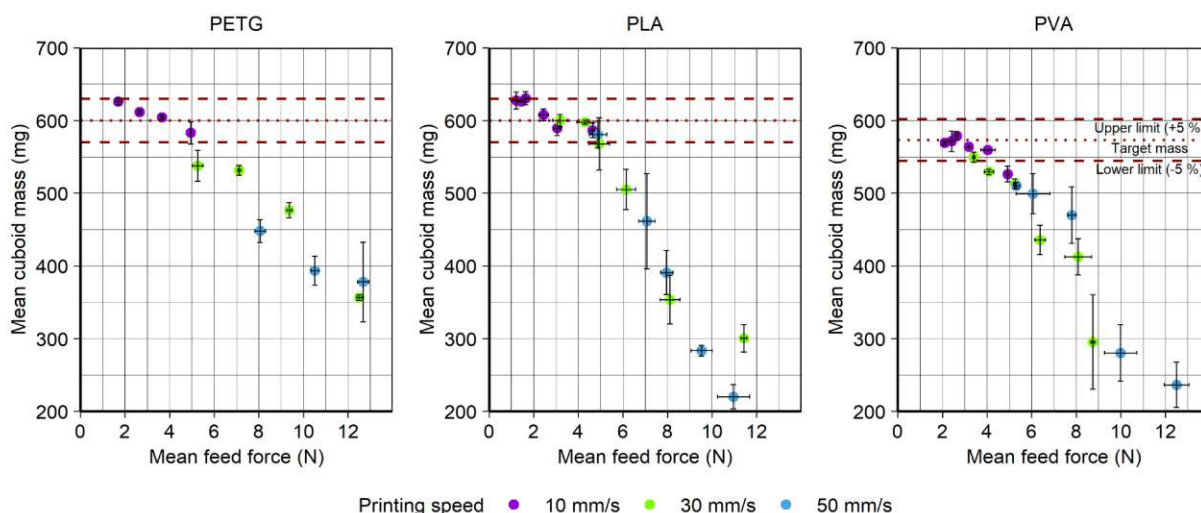 PETG PLA PVA
700 700 700
600 600 600
500 500 500
400 400 400
300 300 300
200 200 200
Mean cuboid mass (mg) Mean cuboid mass (mg) Mean cuboid mass (mg)
Upper limit (+5 %)
Target mass
Lower limit (-5 %)
0 2 4 6 8 10 12 0 2 4 6 8 10 12 0 2 4 6 8 10 12
Mean feed force (N) Mean feed force (N) Mean feed force (N)
Printing speed 10 mm/s 30 mm/s 50 mm/s